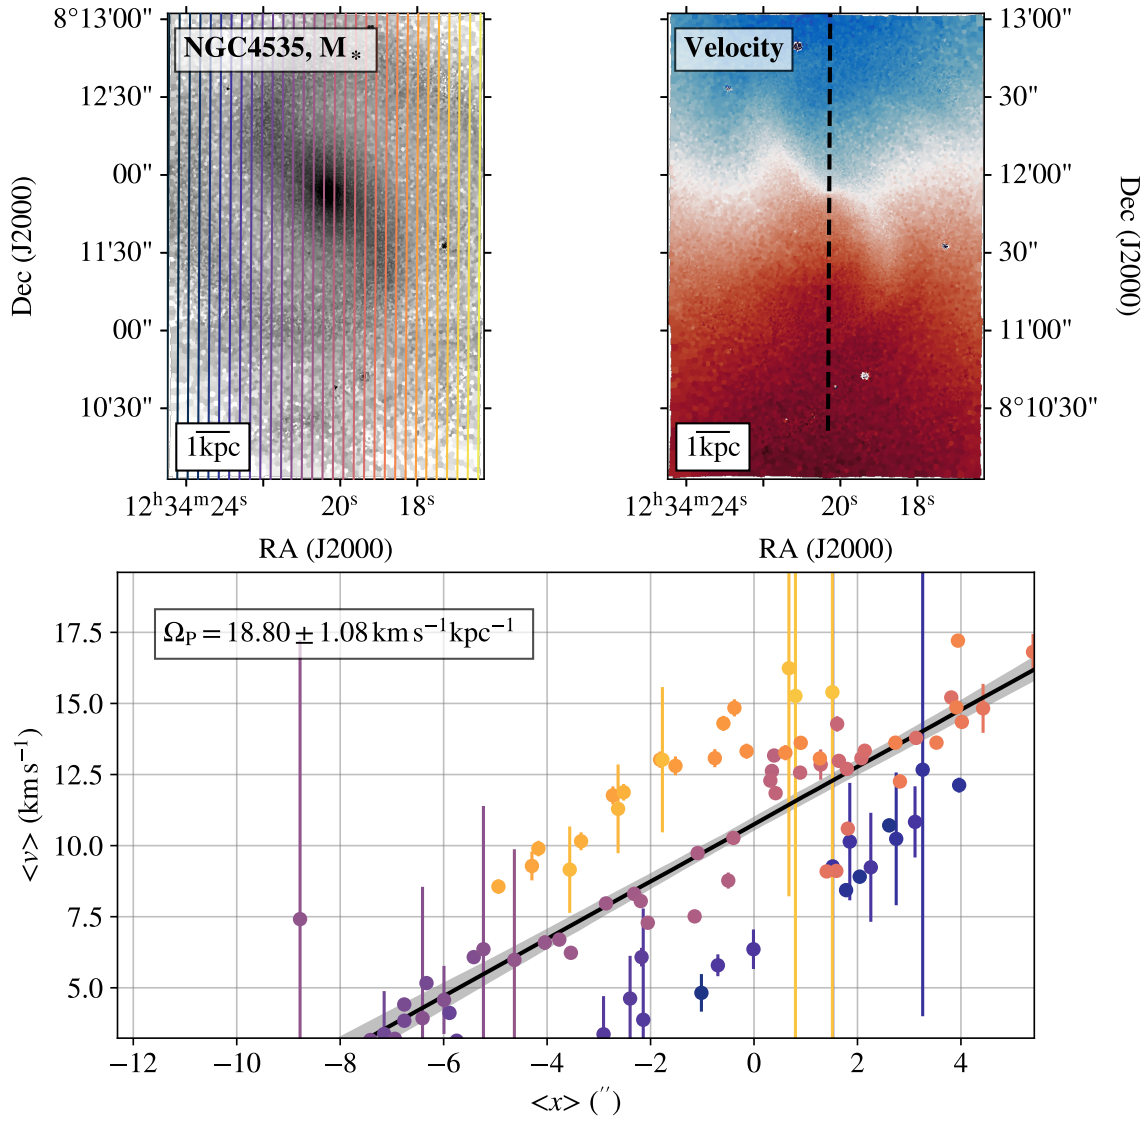 NGC4535, M*
8°13'00"
12'30"
00"
11'30"
00"
10'30"
Dec (J2000)
1kpc
12ʰ34ᵐ24ˢ
20ˢ
18ˢ
RA (J2000)
Velocity
13'00"
30"
12'00"
30"
11'00"
8°10'30"
Dec (J2000)
1kpc
12ʰ34ᵐ24ˢ
20ˢ
18ˢ
RA (J2000)
Ω_P = 18.80 ± 1.08 km s⁻¹kpc⁻¹
17.5
15.0
12.5
10.0
7.5
5.0
<v> (km s⁻¹)
−12
−10
−8
−6
−4
−2
0
2
4
<x> (′′)